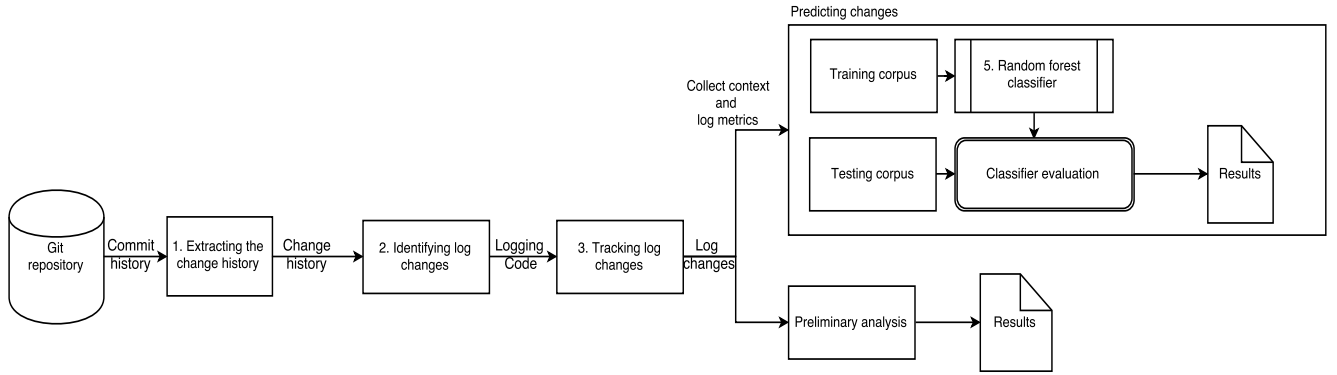 Predicting changes
Training corpus
5. Random forest
classifier
Collect context
and
log metrics
Testing corpus
Classifier evaluation
Results
Git
repository
Commit
history
1. Extracting the
change history
Change
history
2. Identifying log
changes
Logging
Code
3. Tracking log
changes
Log
changes
Preliminary analysis
Results